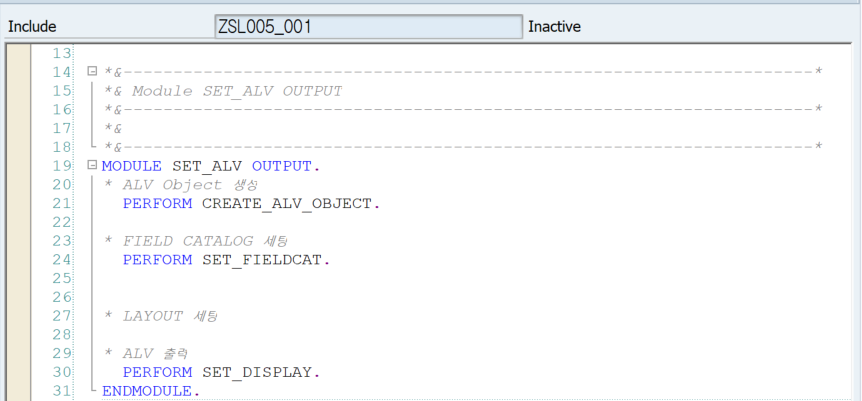 Include ZSL005_001 Inactive
13
14 *&---------------------------------------------------------------------*
15 *& Module SET_ALV OUTPUT
16 *&---------------------------------------------------------------------*
17 *&
18 *&---------------------------------------------------------------------*
19 MODULE SET_ALV OUTPUT.
20 * ALV Object 생성
21 PERFORM CREATE_ALV_OBJECT.
22
23 * FIELD CATALOG 세팅
24 PERFORM SET_FIELDCAT.
25
26
27 * LAYOUT 세팅
28
29 * ALV 출력
30 PERFORM SET_DISPLAY.
31 ENDMODULE.